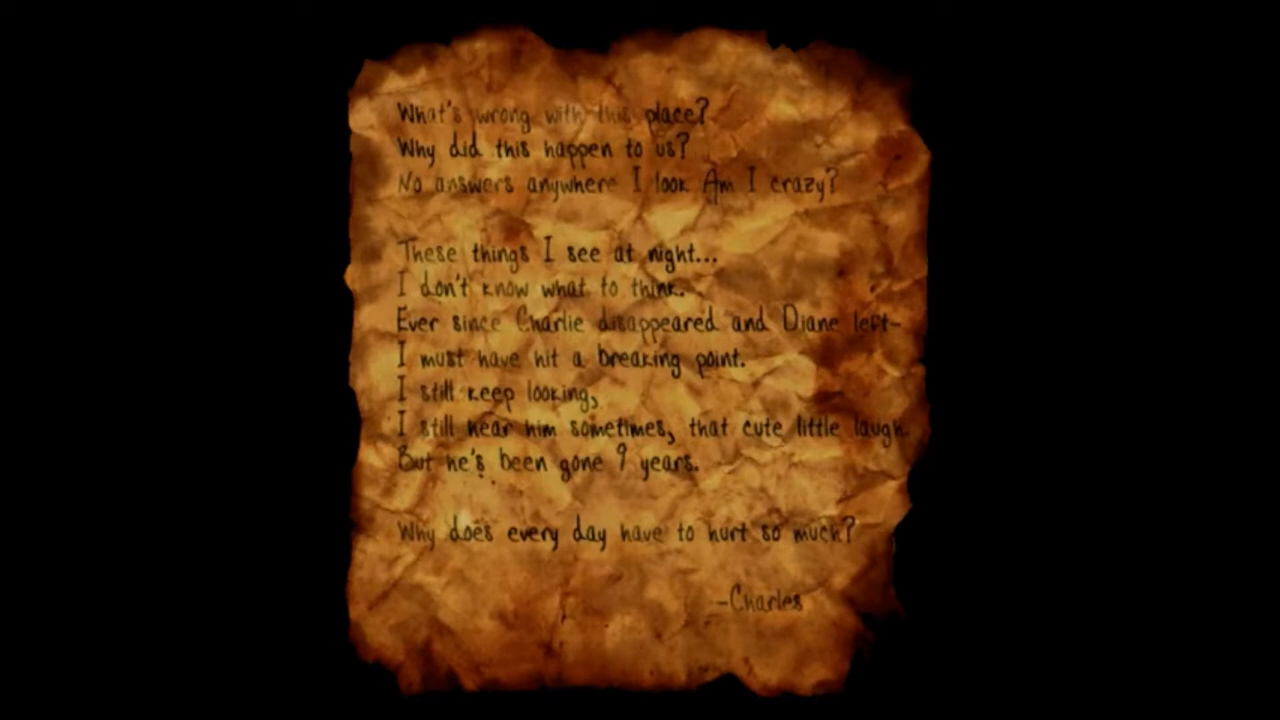 What's wrong with this place?
Why did this happen to us?
No answers anywhere I look Am I crazy?
These things I see at night...
I don't know what to think.
Ever since Charlie disappeared and Diane left-
I must have hit a breaking point.
I still keep looking,
I still hear him sometimes, that cute little laugh.
But he's been gone 9 years.
Why does every day have to hurt so much?
-Charles